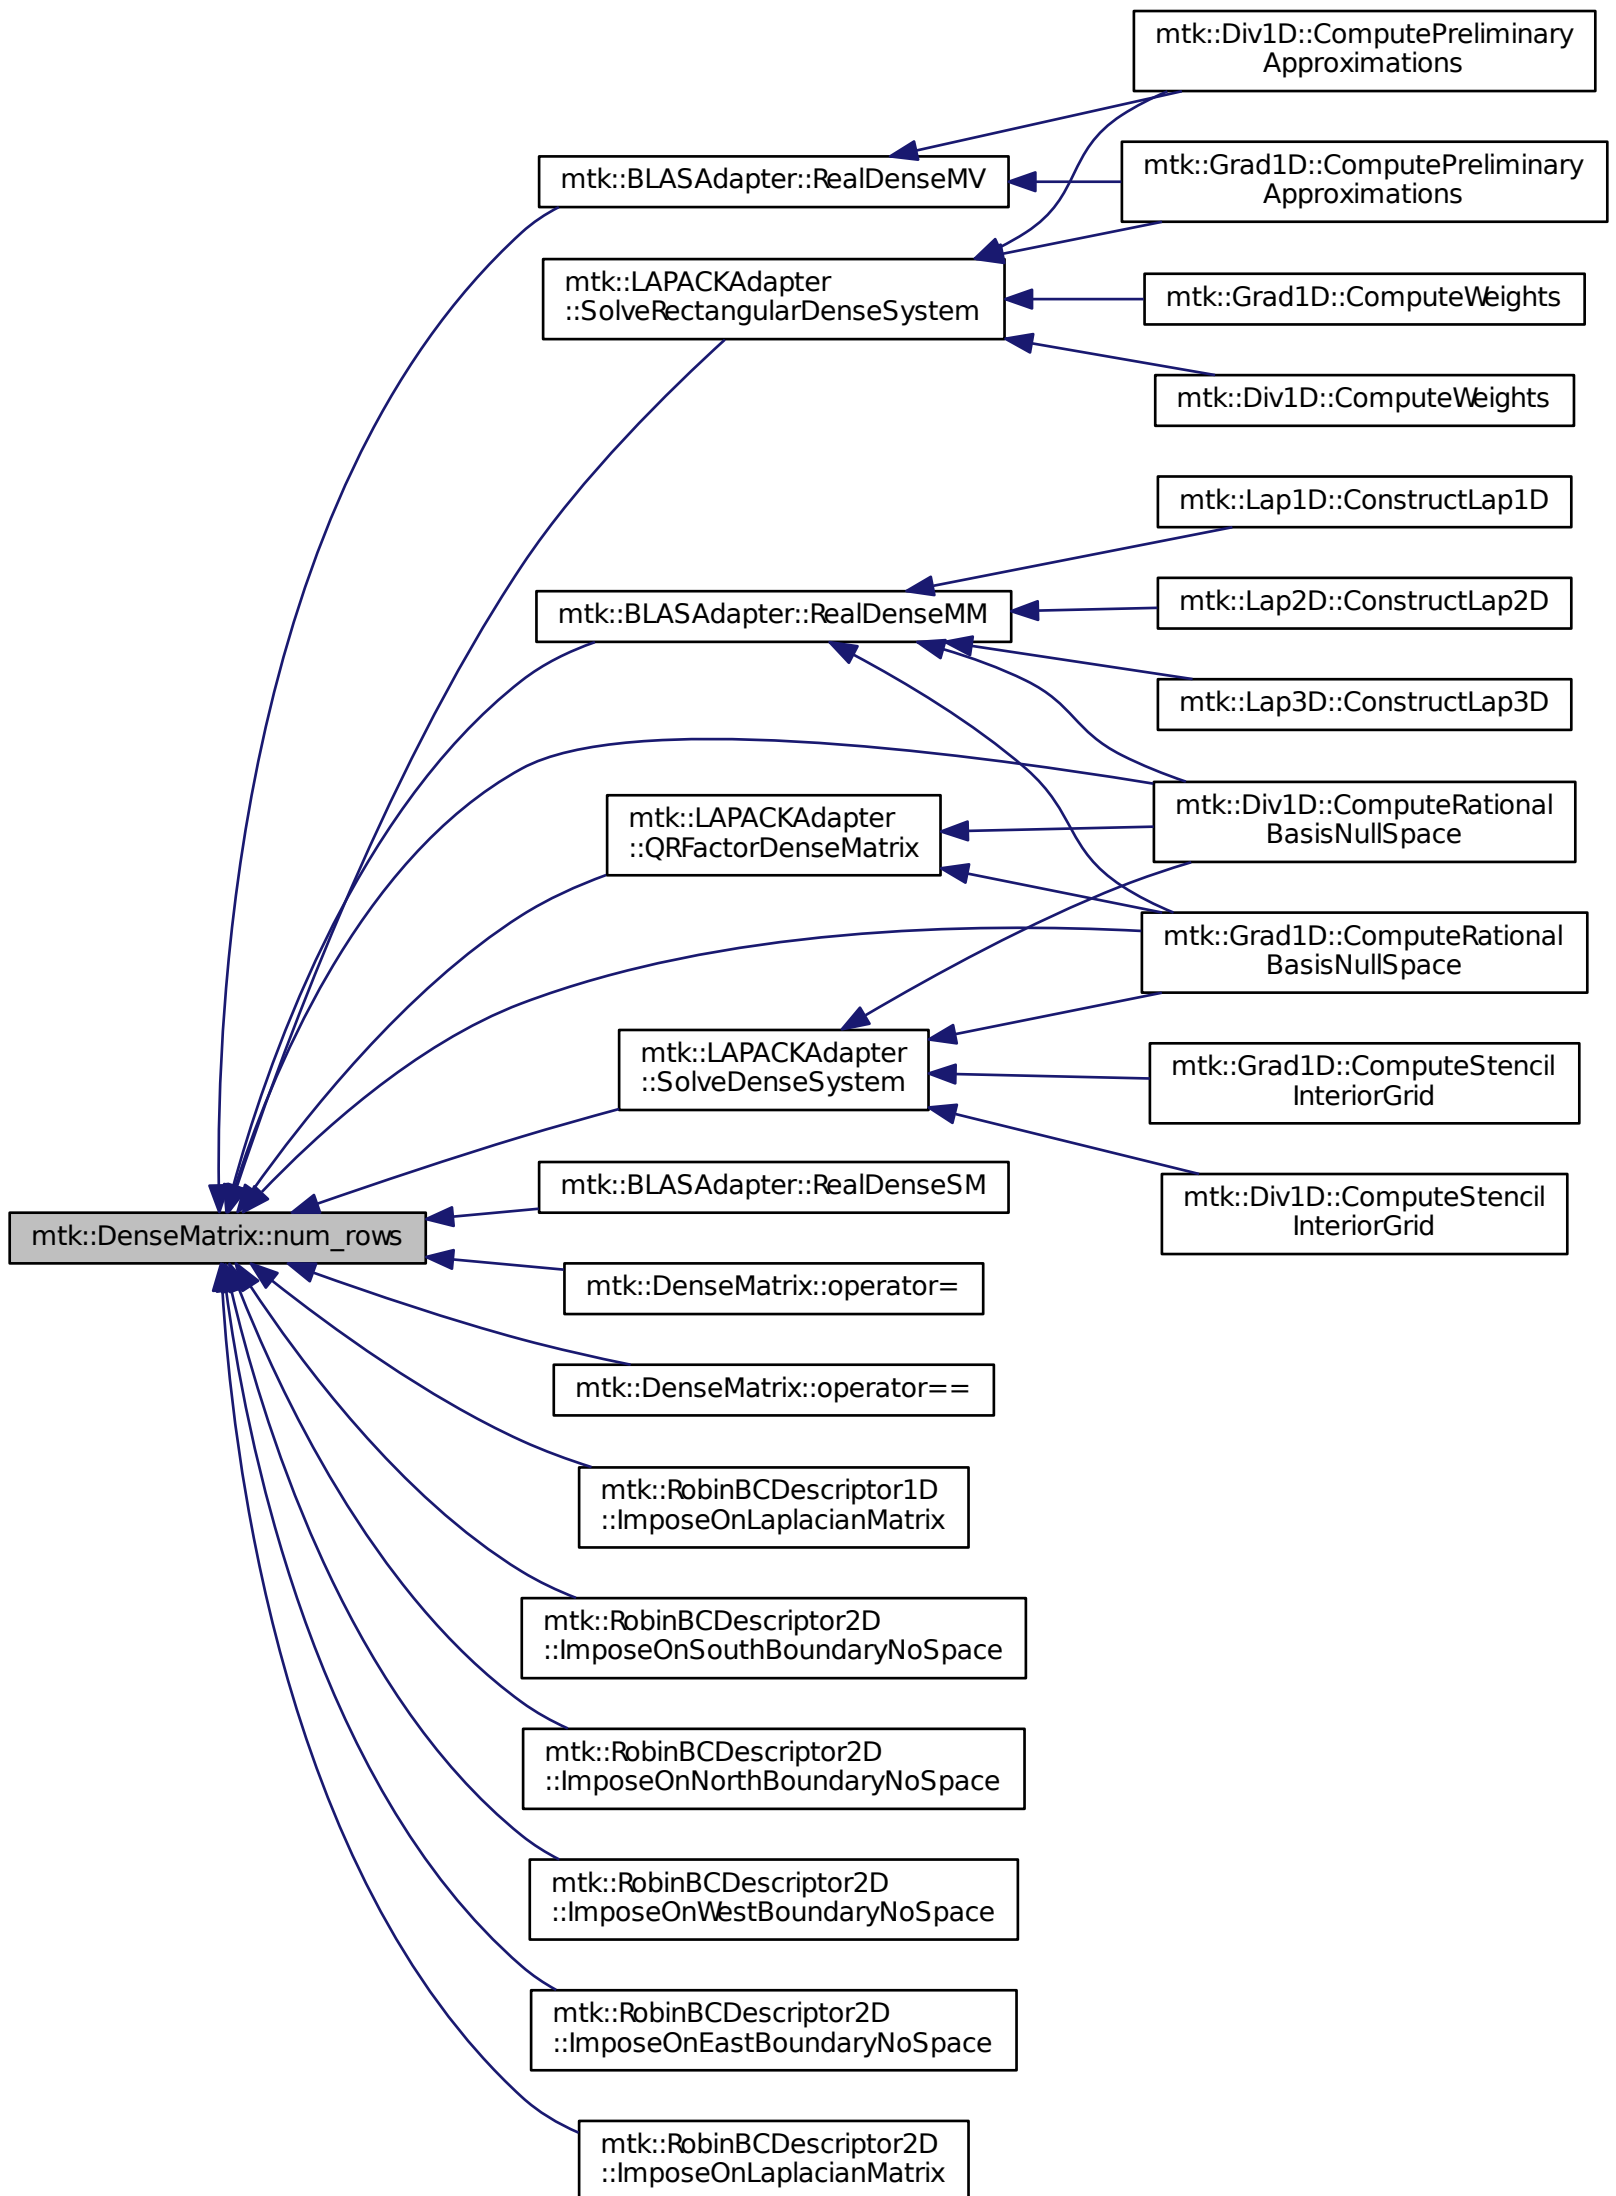 mtk::Div1D::ComputePreliminary
Approximations
mtk::BLASAdapter::RealDenseMV
mtk::Grad1D::ComputePreliminary
Approximations
mtk::LAPACKAdapter
::SolveRectangularDenseSystem
mtk::Grad1D::ComputeWeights
mtk::Div1D::ComputeWeights
mtk::Lap1D::ConstructLap1D
mtk::BLASAdapter::RealDenseMM
mtk::Lap2D::ConstructLap2D
mtk::Lap3D::ConstructLap3D
mtk::Div1D::ComputeRational
BasisNullSpace
mtk::LAPACKAdapter
::QRFactorDenseMatrix
mtk::Grad1D::ComputeRational
BasisNullSpace
mtk::LAPACKAdapter
::SolveDenseSystem
mtk::Grad1D::ComputeStencil
InteriorGrid
mtk::BLASAdapter::RealDenseSM
mtk::Div1D::ComputeStencil
InteriorGrid
mtk::DenseMatrix::num_rows
mtk::DenseMatrix::operator=
mtk::DenseMatrix::operator==
mtk::RobinBCDescriptor1D
::ImposeOnLaplacianMatrix
mtk::RobinBCDescriptor2D
::ImposeOnSouthBoundaryNoSpace
mtk::RobinBCDescriptor2D
::ImposeOnNorthBoundaryNoSpace
mtk::RobinBCDescriptor2D
::ImposeOnWestBoundaryNoSpace
mtk::RobinBCDescriptor2D
::ImposeOnEastBoundaryNoSpace
mtk::RobinBCDescriptor2D
::ImposeOnLaplacianMatrix